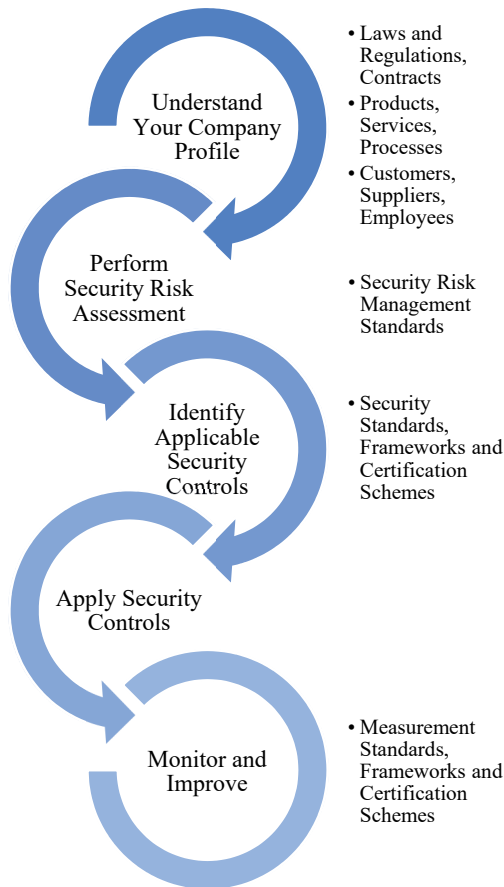 Understand
Your Company
Profile
• Laws and
Regulations,
Contracts
• Products,
Services,
Processes
• Customers,
Suppliers,
Employees
Perform
Security Risk
Assessment
• Security Risk
Management
Standards
Identify
Applicable
Security
Controls
• Security
Standards,
Frameworks and
Certification
Schemes
Apply Security
Controls
Monitor and
Improve
• Measurement
Standards,
Frameworks and
Certification
Schemes